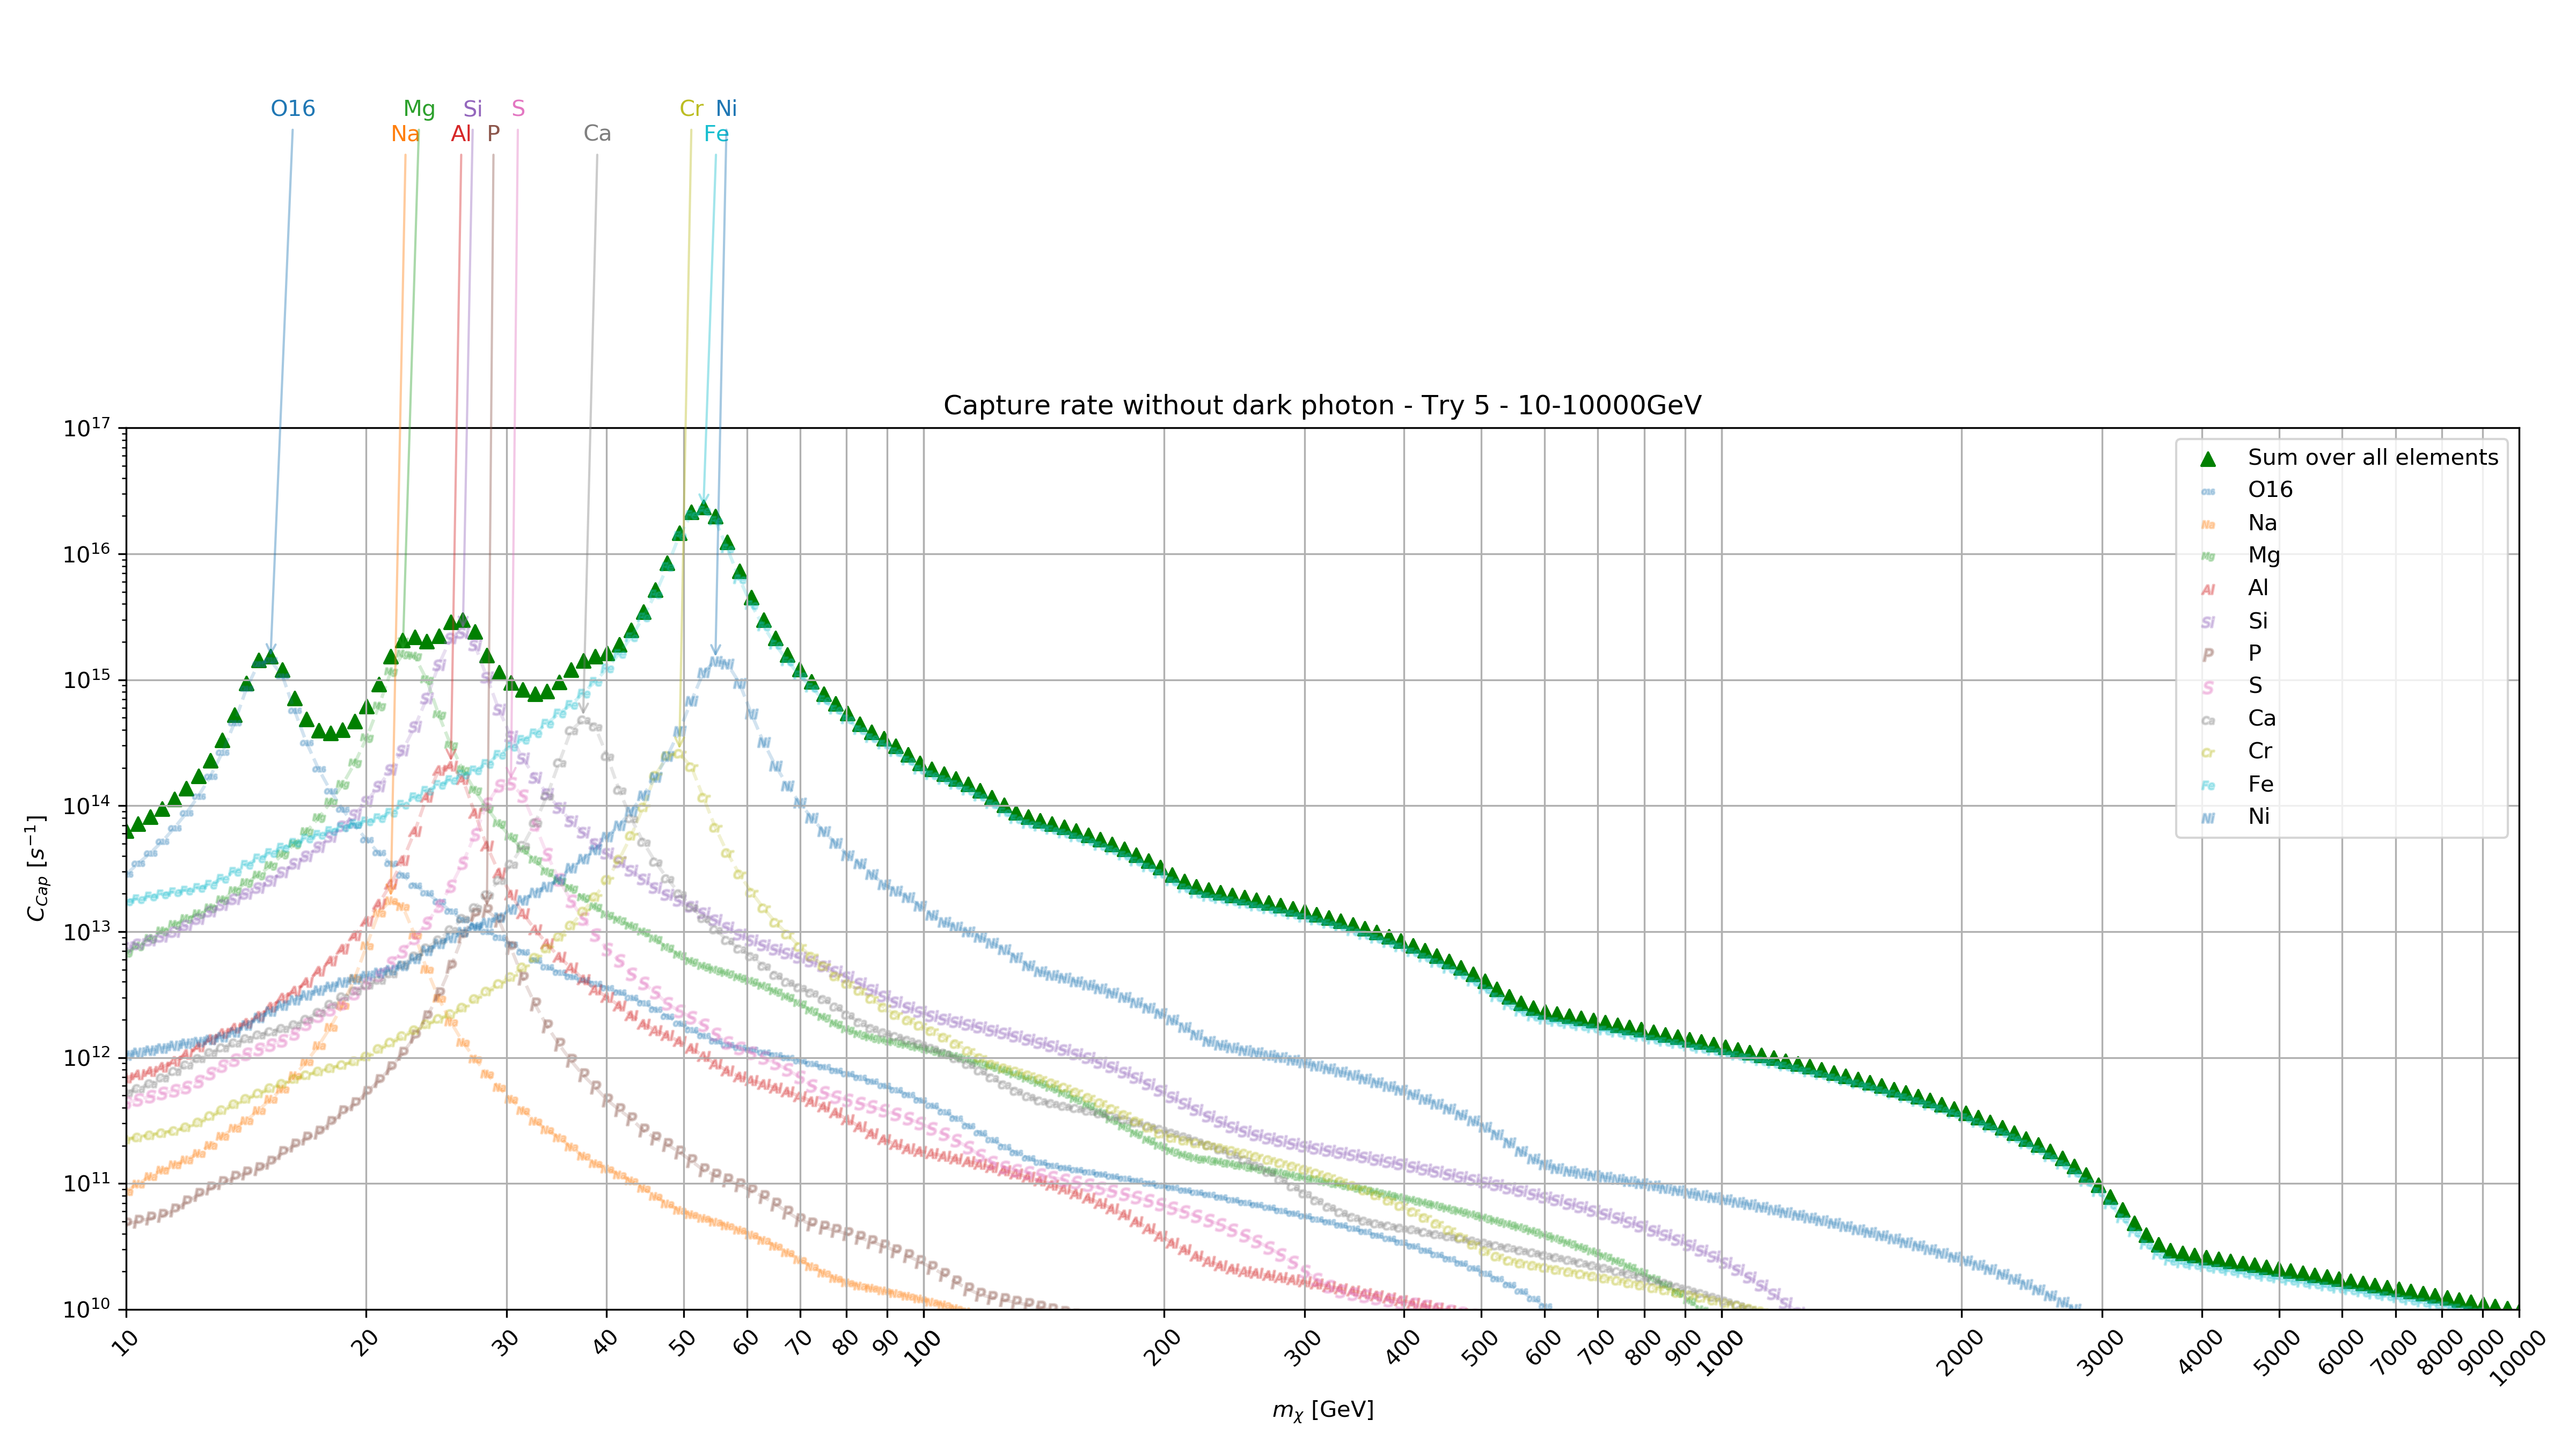 O16 Mg Si S Cr Ni
Na Al P Ca Fe
Capture rate without dark photon - Try 5 - 10-10000GeV
10^17
10^16
10^15
10^14
10^13
10^12
10^11
10^10
C_Cap [s^-1]
Sum over all elements
O16
Na
Mg
Al
Si
P
S
Ca
Cr
Fe
Ni
10 20 30 40 50 60 70 80 90 100 200 300 400 500 600 700 800 900 1000 2000 3000 4000 5000 6000 7000 8000 9000 10000
m_χ [GeV]